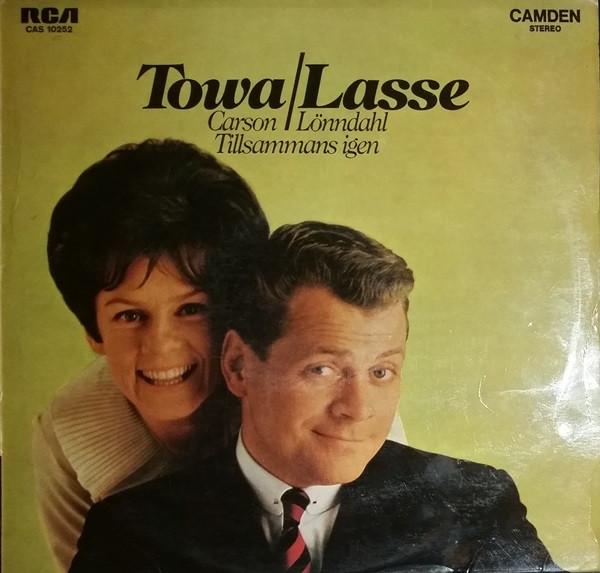 RCA
CAS 10252
CAMDEN
STEREO
Towa/Lasse
Carson Lönndahl
Tillsammans igen